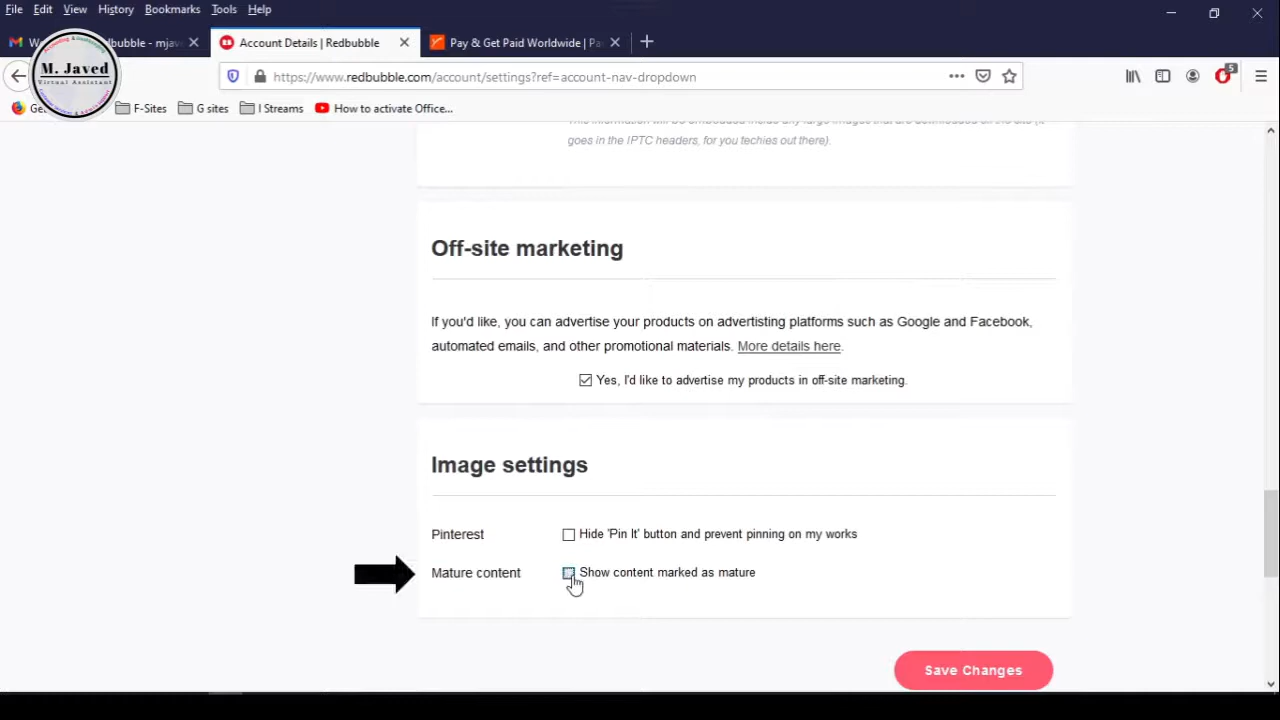 File Edit View History Bookmarks Tools Help
Account Details | Redbubble
Pay & Get Paid Worldwide |
M. Javed
Virtual Assistant
https://www.redbubble.com/account/settings?ref=account-nav-dropdown
5
F-Sites
G sites
I Streams
How to activate Office...
goes in the IPTC headers, for you techies out there).
Off-site marketing
If you'd like, you can advertise your products on advertisting platforms such as Google and Facebook,
automated emails, and other promotional materials. More details here.
Yes, I'd like to advertise my products in off-site marketing.
Image settings
Pinterest Hide 'Pin It' button and prevent pinning on my works
Mature content Show content marked as mature
Save Changes